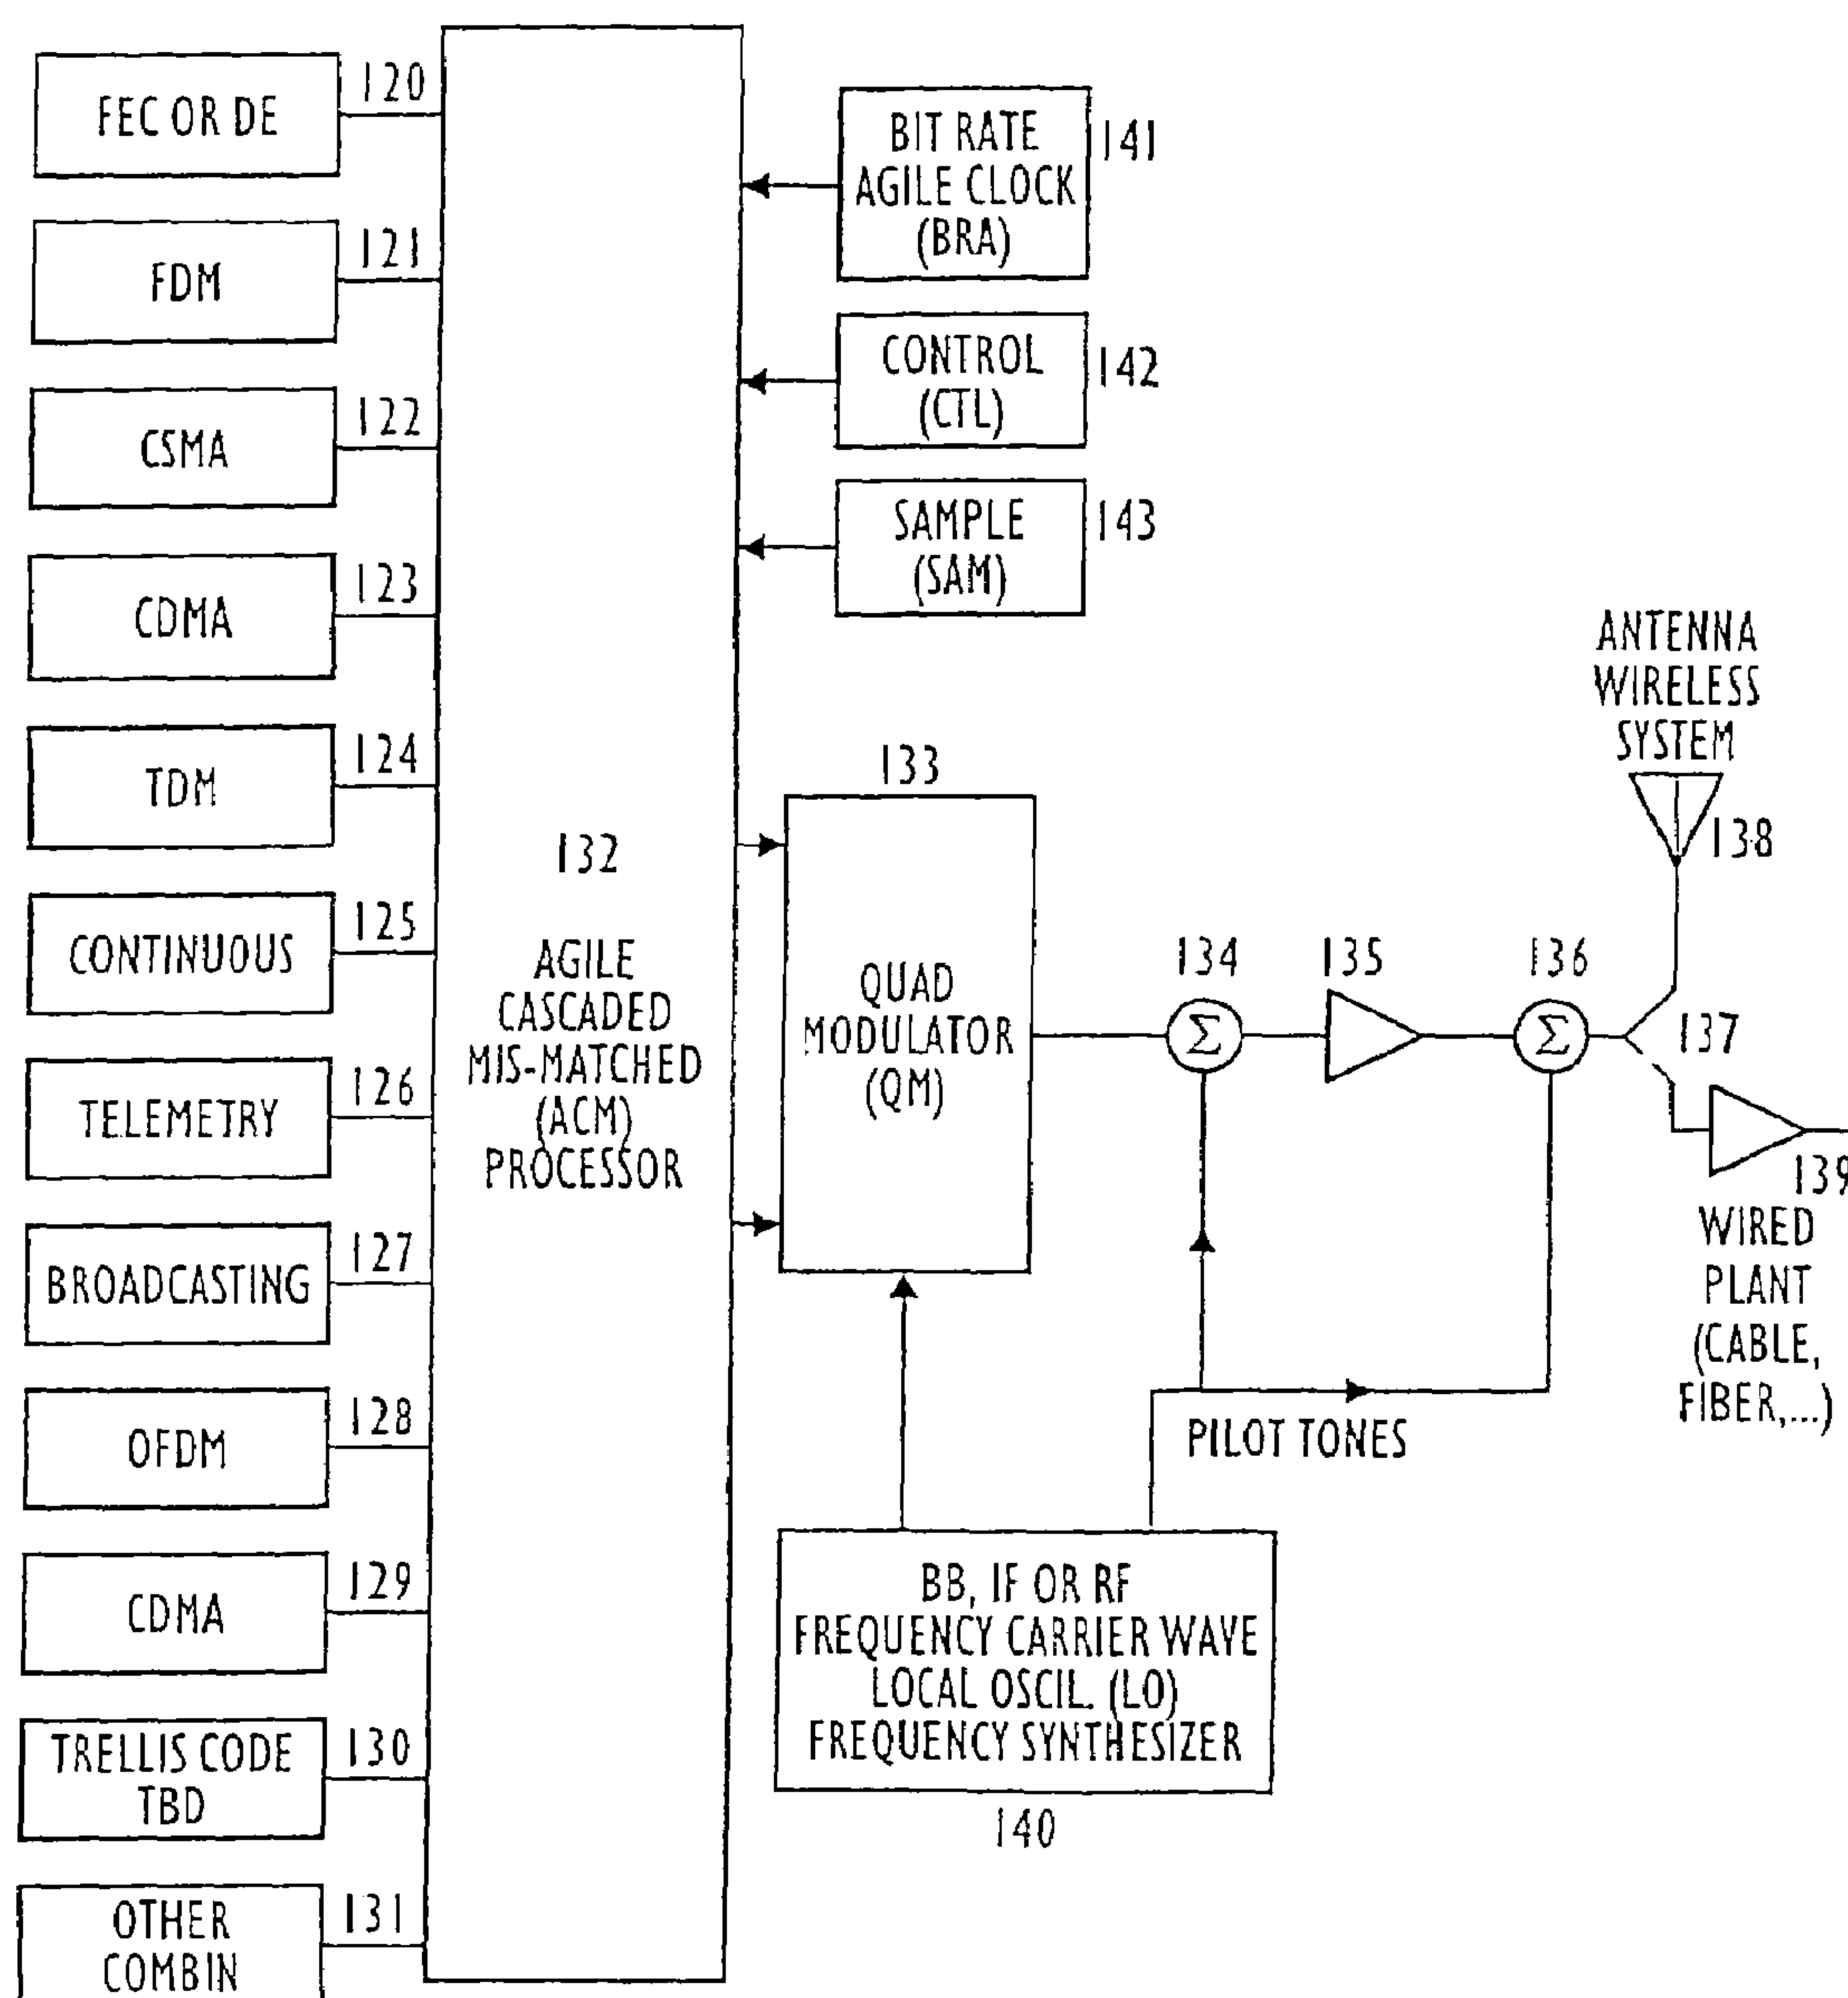 FEC OR DE
120
FDM
121
CSMA
122
CDMA
123
TDM
124
CONTINUOUS
125
TELEMETRY
126
BROADCASTING
127
OFDM
128
CDMA
129
TRELLIS CODE
TBD
130
OTHER
COMBIN
131
132
AGILE
CASCADED
MIS-MATCHED
(ACM)
PROCESSOR
BIT RATE
AGILE CLOCK
(BRA)
141
CONTROL
(CTL)
142
SAMPLE
(SAM)
143
133
QUAD
MODULATOR
(QM)
134
135
136
Σ
Σ
137
ANTENNA
WIRELESS
SYSTEM
138
139
WIRED
PLANT
(CABLE,
FIBER,...)
PILOT TONES
BB, IF OR RF
FREQUENCY CARRIER WAVE
LOCAL OSCIL. (LO)
FREQUENCY SYNTHESIZER
140